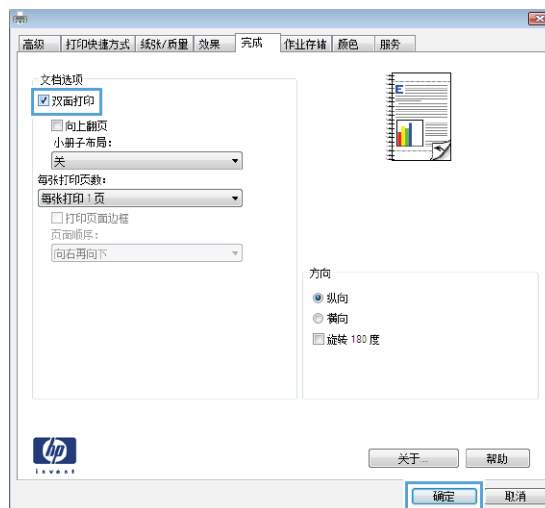 高级 打印快捷方式 纸张/质量 效果 完成 作业存储 颜色 服务
文档选项
双面打印
向上翻页
小册子布局:
关
每张打印页数:
每张打印 1 页
打印页面边框
页面顺序:
向右再向下
E
方向
纵向
横向
旋转 180 度
hp
invent
关于... 帮助
确定 取消